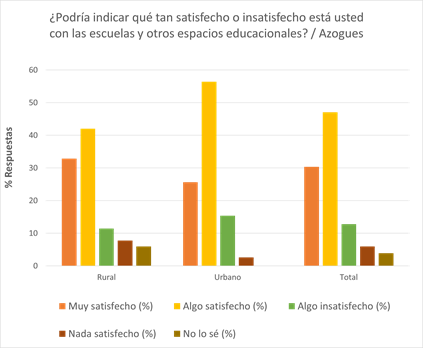 ¿Podría indicar qué tan satisfecho o insatisfecho está usted
con las escuelas y otros espacios educacionales? / Azogues
% Respuestas
60
50
40
30
20
10
0
Rural
Urbano
Total
Muy satisfecho (%)
Algo satisfecho (%)
Algo insatisfecho (%)
Nada satisfecho (%)
No lo sé (%)